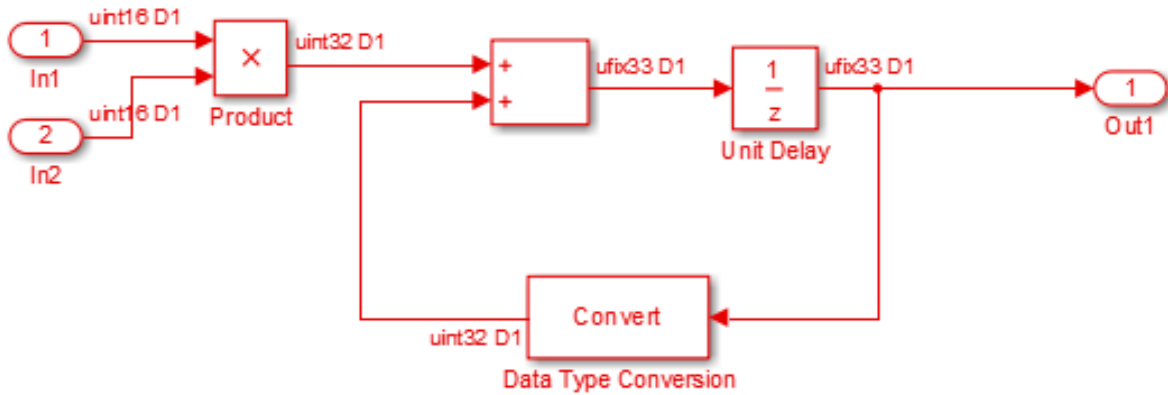 uint16 D1
1
In1
×
uint32 D1
Product
uint16 D1
2
In2
+
+
ufix33 D1
1
z
Unit Delay
ufix33 D1
1
Out1
Convert
uint32 D1
Data Type Conversion